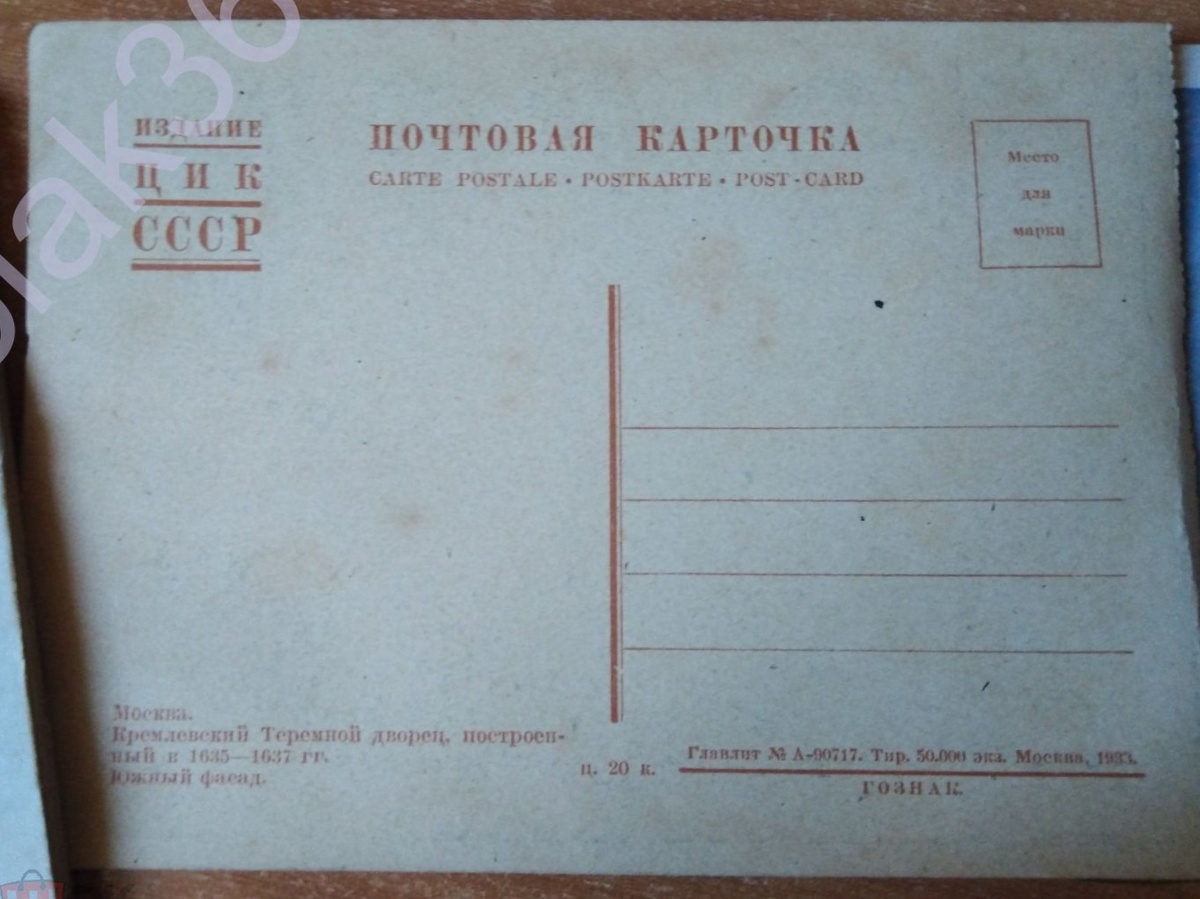 ИЗДАНИЕ
ЦИК
СССР
ПОЧТОВАЯ КАРТОЧКА
CARTE POSTALE • POSTKARTE • POST-CARD
Место
для
марки
Москва.
Кремлевский Теремной дворец, построен-
ный в 1635—1637 гг.
Южный фасад.
ц. 20 к.
Главлит № А-90717. Тир. 50.000 экз. Москва, 1933.
ГОЗНАК.